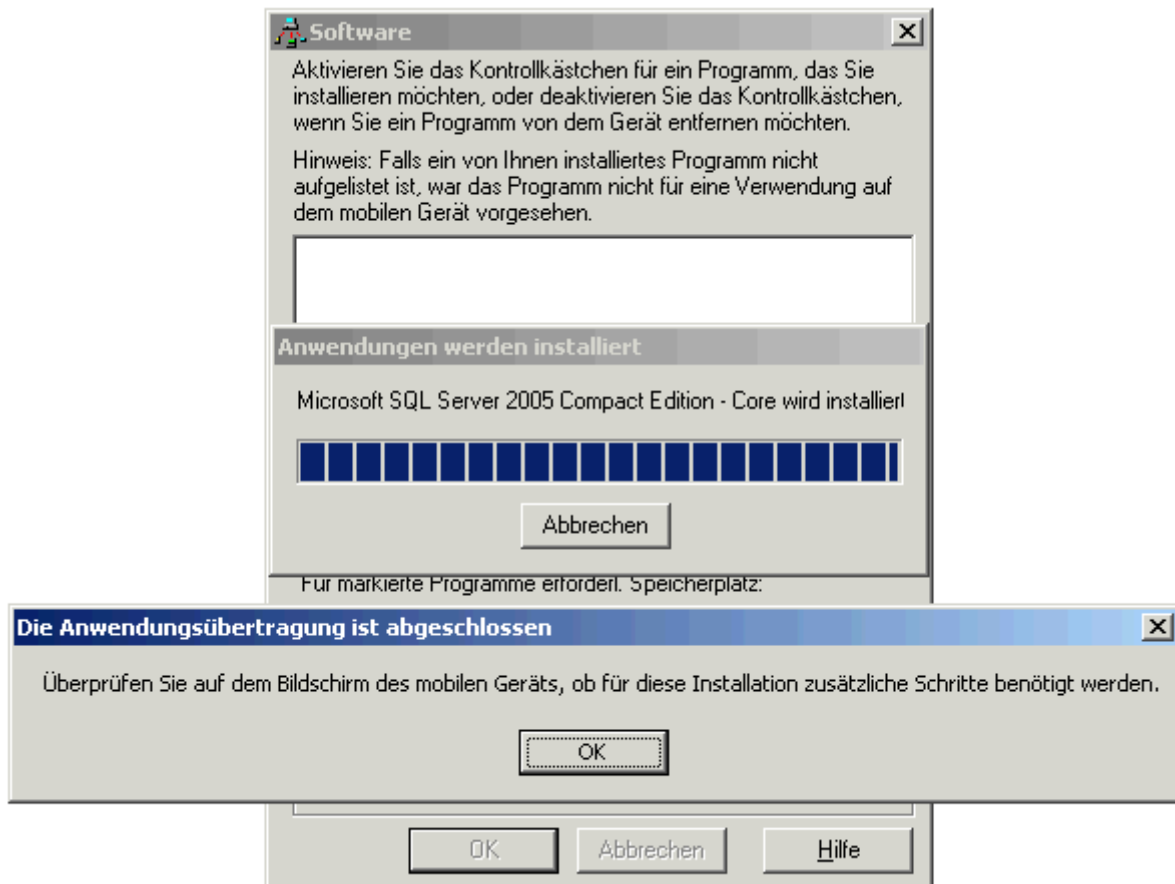 Software
Aktivieren Sie das Kontrollkästchen für ein Programm, das Sie
installieren möchten, oder deaktivieren Sie das Kontrollkästchen,
wenn Sie ein Programm von dem Gerät entfernen möchten.
Hinweis: Falls ein von Ihnen installiertes Programm nicht
aufgelistet ist, war das Programm nicht für eine Verwendung auf
dem mobilen Gerät vorgesehen.
Anwendungen werden installiert
Microsoft SQL Server 2005 Compact Edition - Core wird installiert
Abbrechen
Für markierte Programme erforderl. Speicherplatz:
Die Anwendungsübertragung ist abgeschlossen
Überprüfen Sie auf dem Bildschirm des mobilen Geräts, ob für diese Installation zusätzliche Schritte benötigt werden.
OK
OK Abbrechen Hilfe